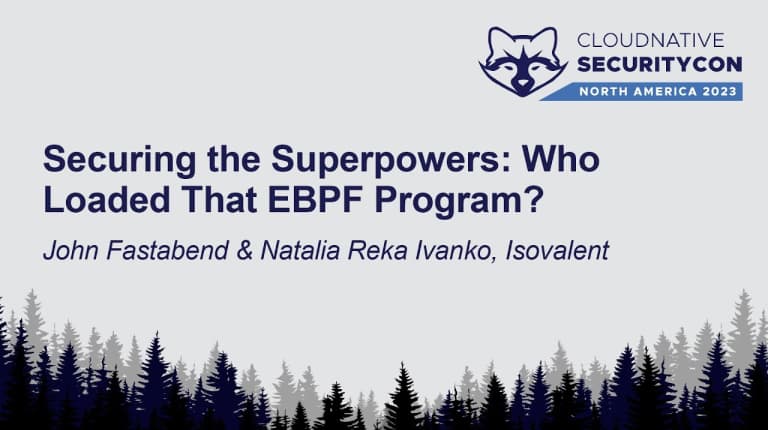 CLOUDNATIVE
SECURITYCON
NORTH AMERICA 2023
Securing the Superpowers: Who
Loaded That EBPF Program?
John Fastabend & Natalia Reka Ivanko, Isovalent